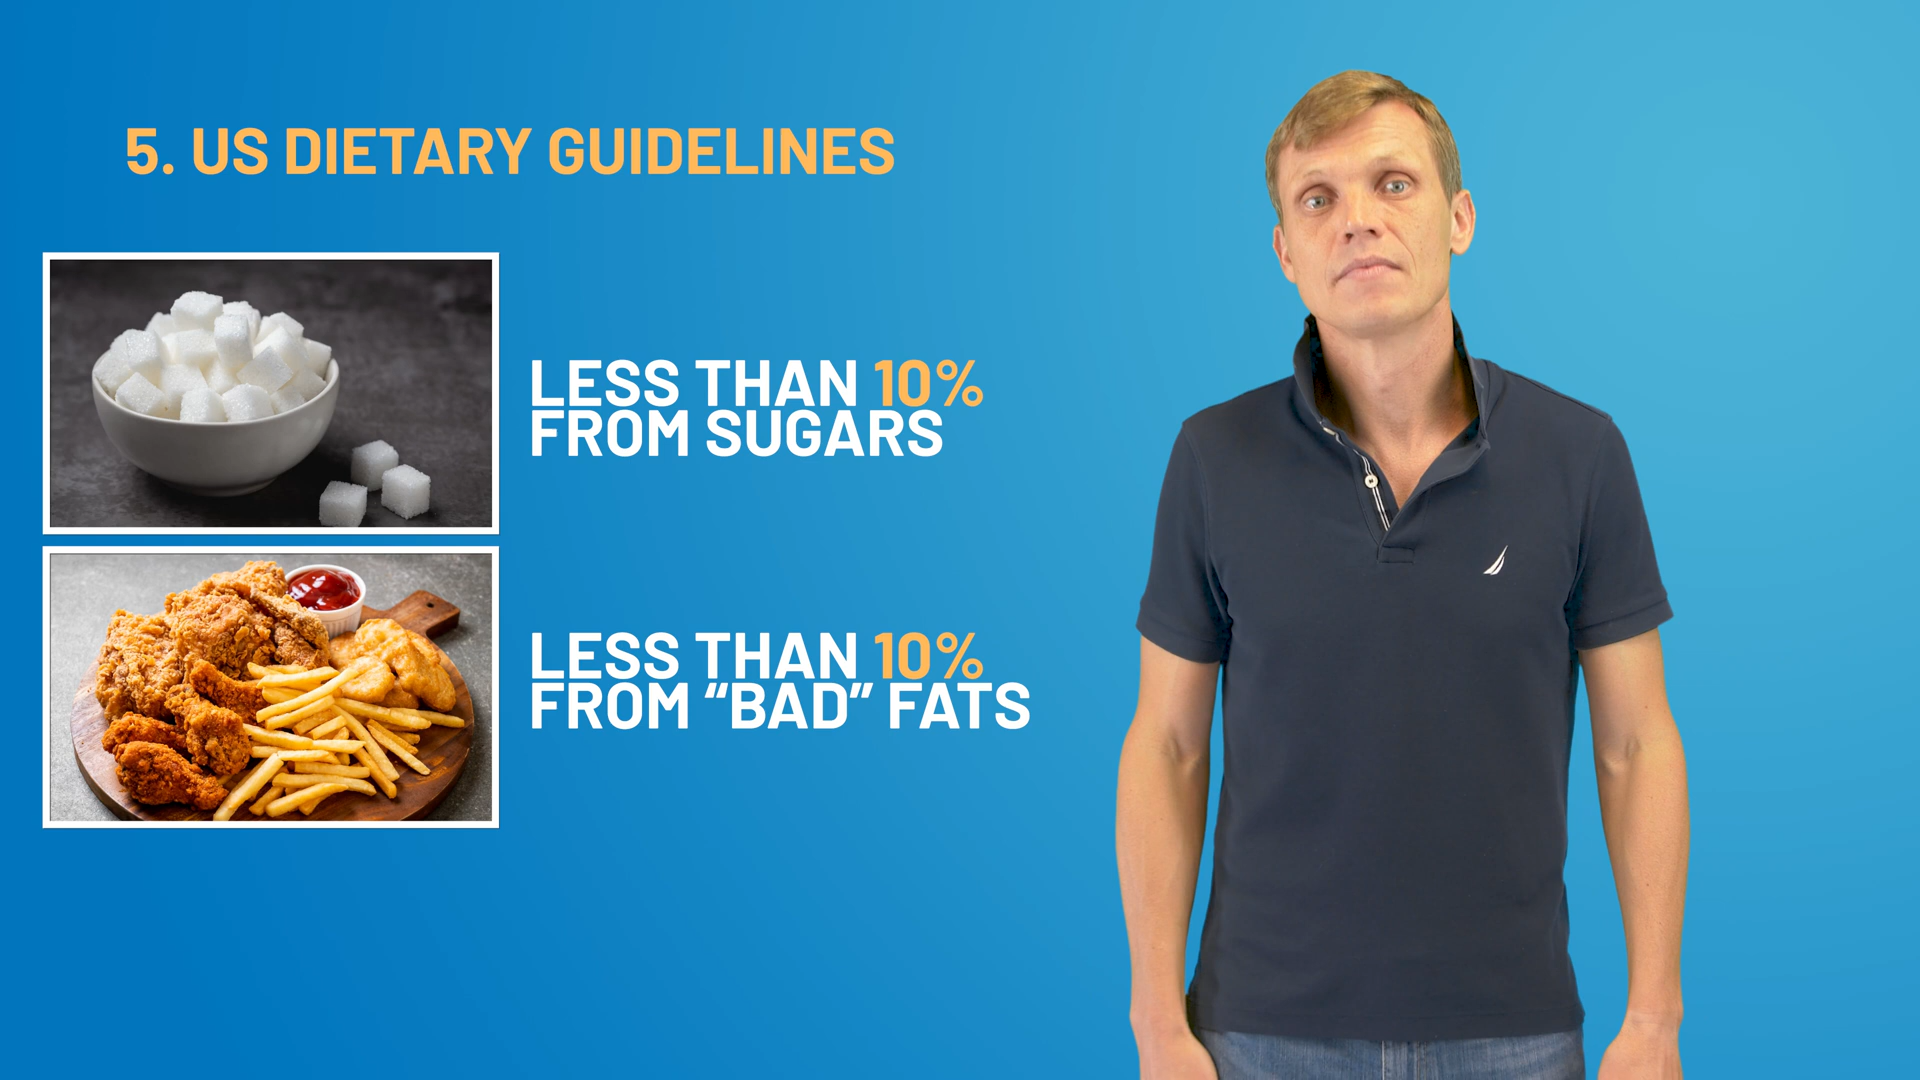 5. US DIETARY GUIDELINES
LESS THAN 10%
FROM SUGARS
LESS THAN 10%
FROM “BAD” FATS